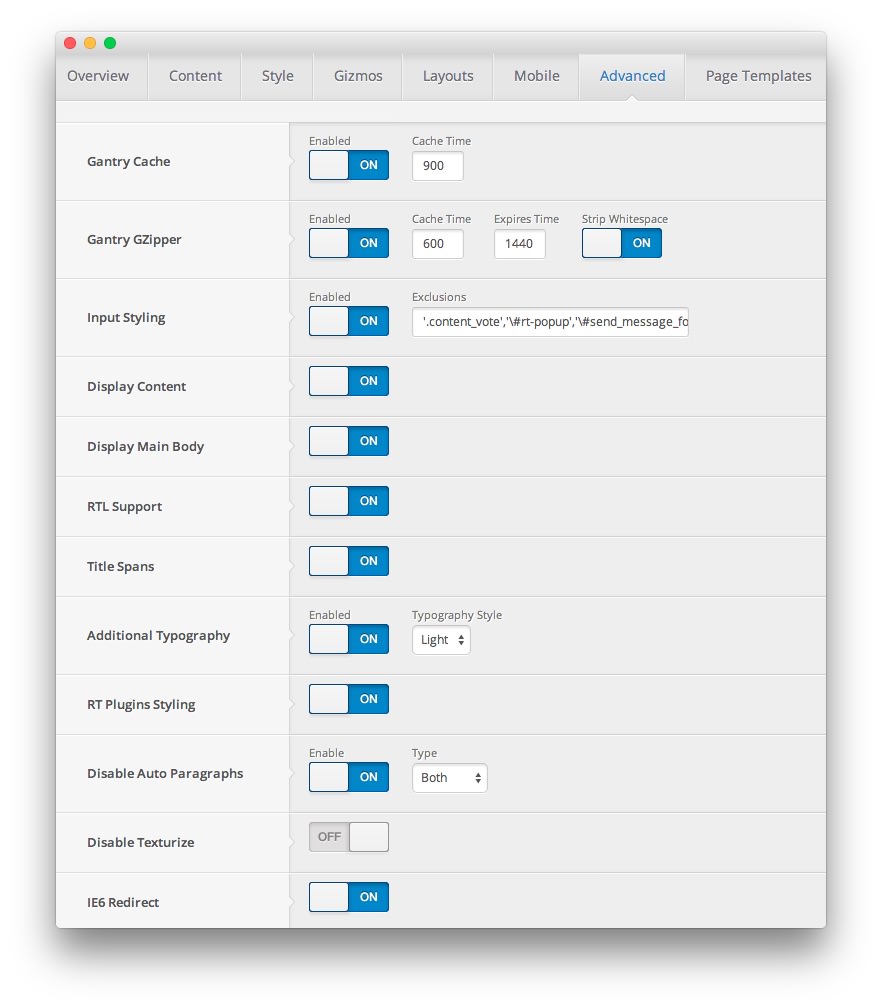 Overview Content Style Gizmos Layouts Mobile Advanced Page Templates
Gantry Cache
Enabled Cache Time
ON 900
Gantry GZipper
Enabled Cache Time Expires Time Strip Whitespace
ON 600 1440 ON
Input Styling
Enabled Exclusions
ON '.content_vote','\#rt-popup','\#send_message_fo
Display Content ON
Display Main Body ON
RTL Support ON
Title Spans ON
Additional Typography
Enabled Typography Style
ON Light
RT Plugins Styling ON
Disable Auto Paragraphs
Enable Type
ON Both
Disable Texturize OFF
IE6 Redirect ON